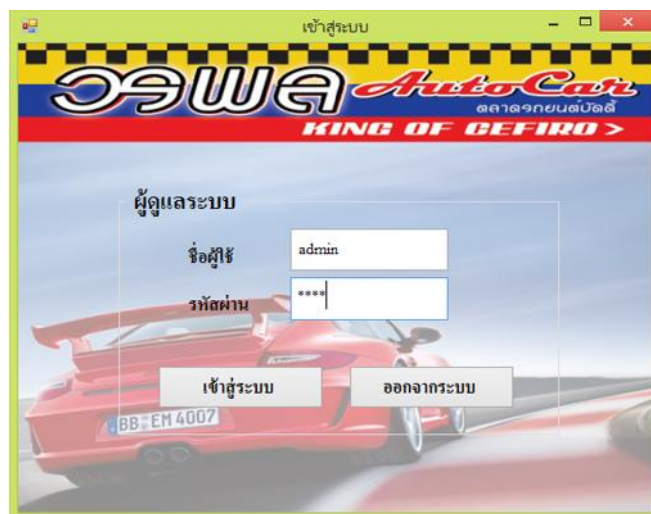 เข้าสู่ระบบ
วรพล AutoCar
ตลาดรถยนต์บัดดี้
KING OF CEFIRO >
ผู้ดูแลระบบ
ชื่อผู้ใช้
admin
รหัสผ่าน
****
เข้าสู่ระบบ
ออกจากระบบ
BB EM 4007